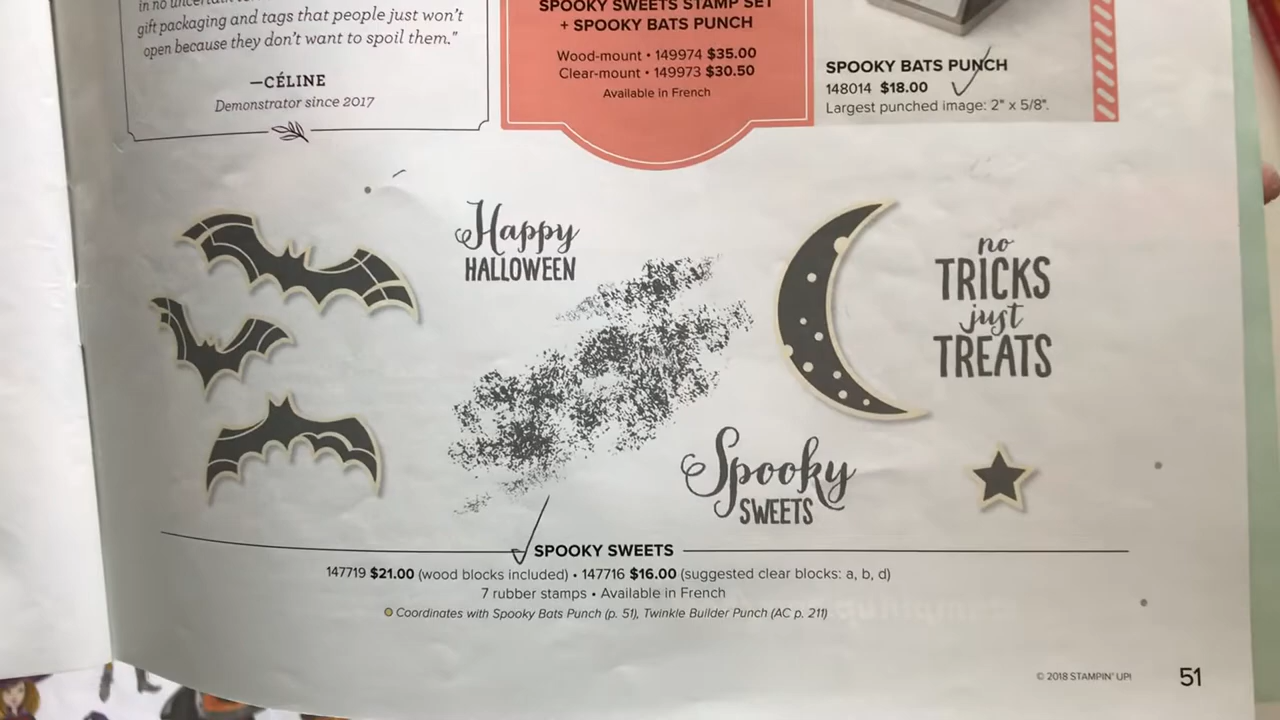 in no uncertain
gift packaging and tags that people just won't
open because they don't want to spoil them."
—CÉLINE
Demonstrator since 2017
SPOOKY SWEETS STAMP SET
+ SPOOKY BATS PUNCH
Wood-mount • 149974 $35.00
Clear-mount • 149973 $30.50
Available in French
SPOOKY BATS PUNCH
148014 $18.00
Largest punched image: 2" x 5/8".
Happy
HALLOWEEN
no
TRICKS
just
TREATS
Spooky
SWEETS
SPOOKY SWEETS
147719 $21.00 (wood blocks included) • 147716 $16.00 (suggested clear blocks: a, b, d)
7 rubber stamps • Available in French
Coordinates with Spooky Bats Punch (p. 51), Twinkle Builder Punch (AC p. 211)
© 2018 STAMPIN' UP!
51